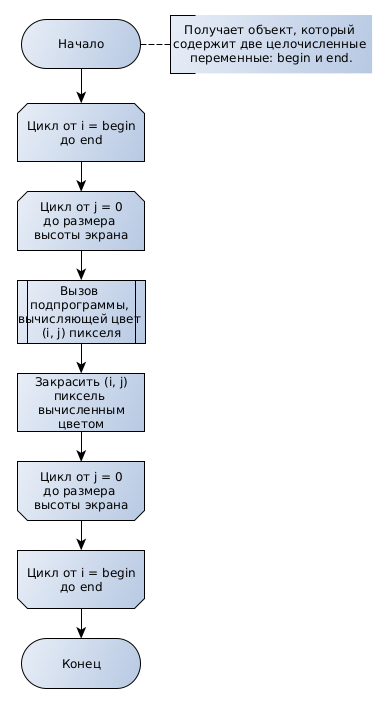 Начало
Получает объект, который
содержит две целочисленные
переменные: begin и end.
Цикл от i = begin
до end
Цикл от j = 0
до размера
высоты экрана
Вызов
подпрограммы,
вычисляющей цвет
(i, j) пикселя
Закрасить (i, j)
пиксель
вычисленным
цветом
Цикл от j = 0
до размера
высоты экрана
Цикл от i = begin
до end
Конец